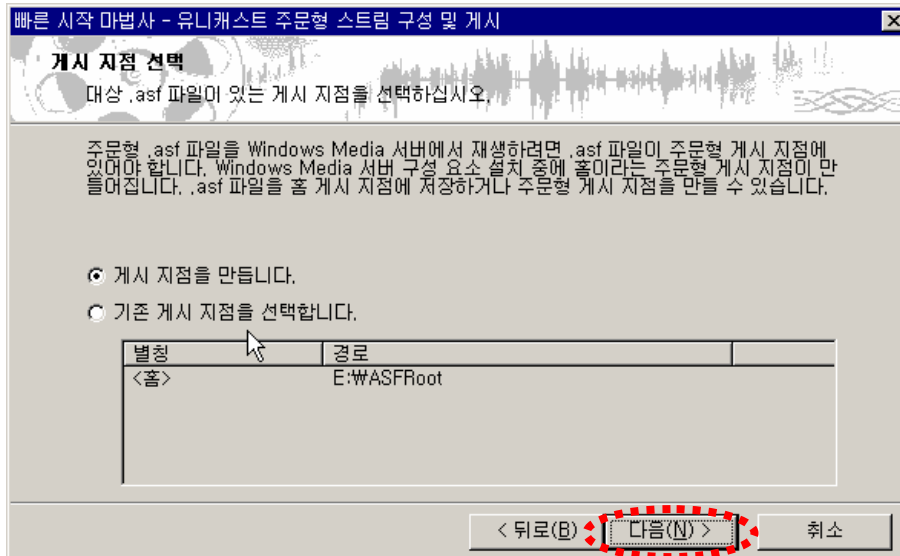 빠른 시작 마법사 - 유니캐스트 주문형 스트림 구성 및 게시
게시 지점 선택
대상 .asf 파일이 있는 게시 지점을 선택하십시오.
주문형 .asf 파일을 Windows Media 서버에서 재생하려면 .asf 파일이 주문형 게시 지점에
있어야 합니다. Windows Media 서버 구성 요소 설치 중에 홈이라는 주문형 게시 지점이 만
들어집니다. .asf 파일을 홈 게시 지점에 저장하거나 주문형 게시 지점을 만들 수 있습니다.
게시 지점을 만듭니다.
기존 게시 지점을 선택합니다.
별칭 경로
<홈> E:₩ASFRoot
< 뒤로(B) 다음(N) > 취소